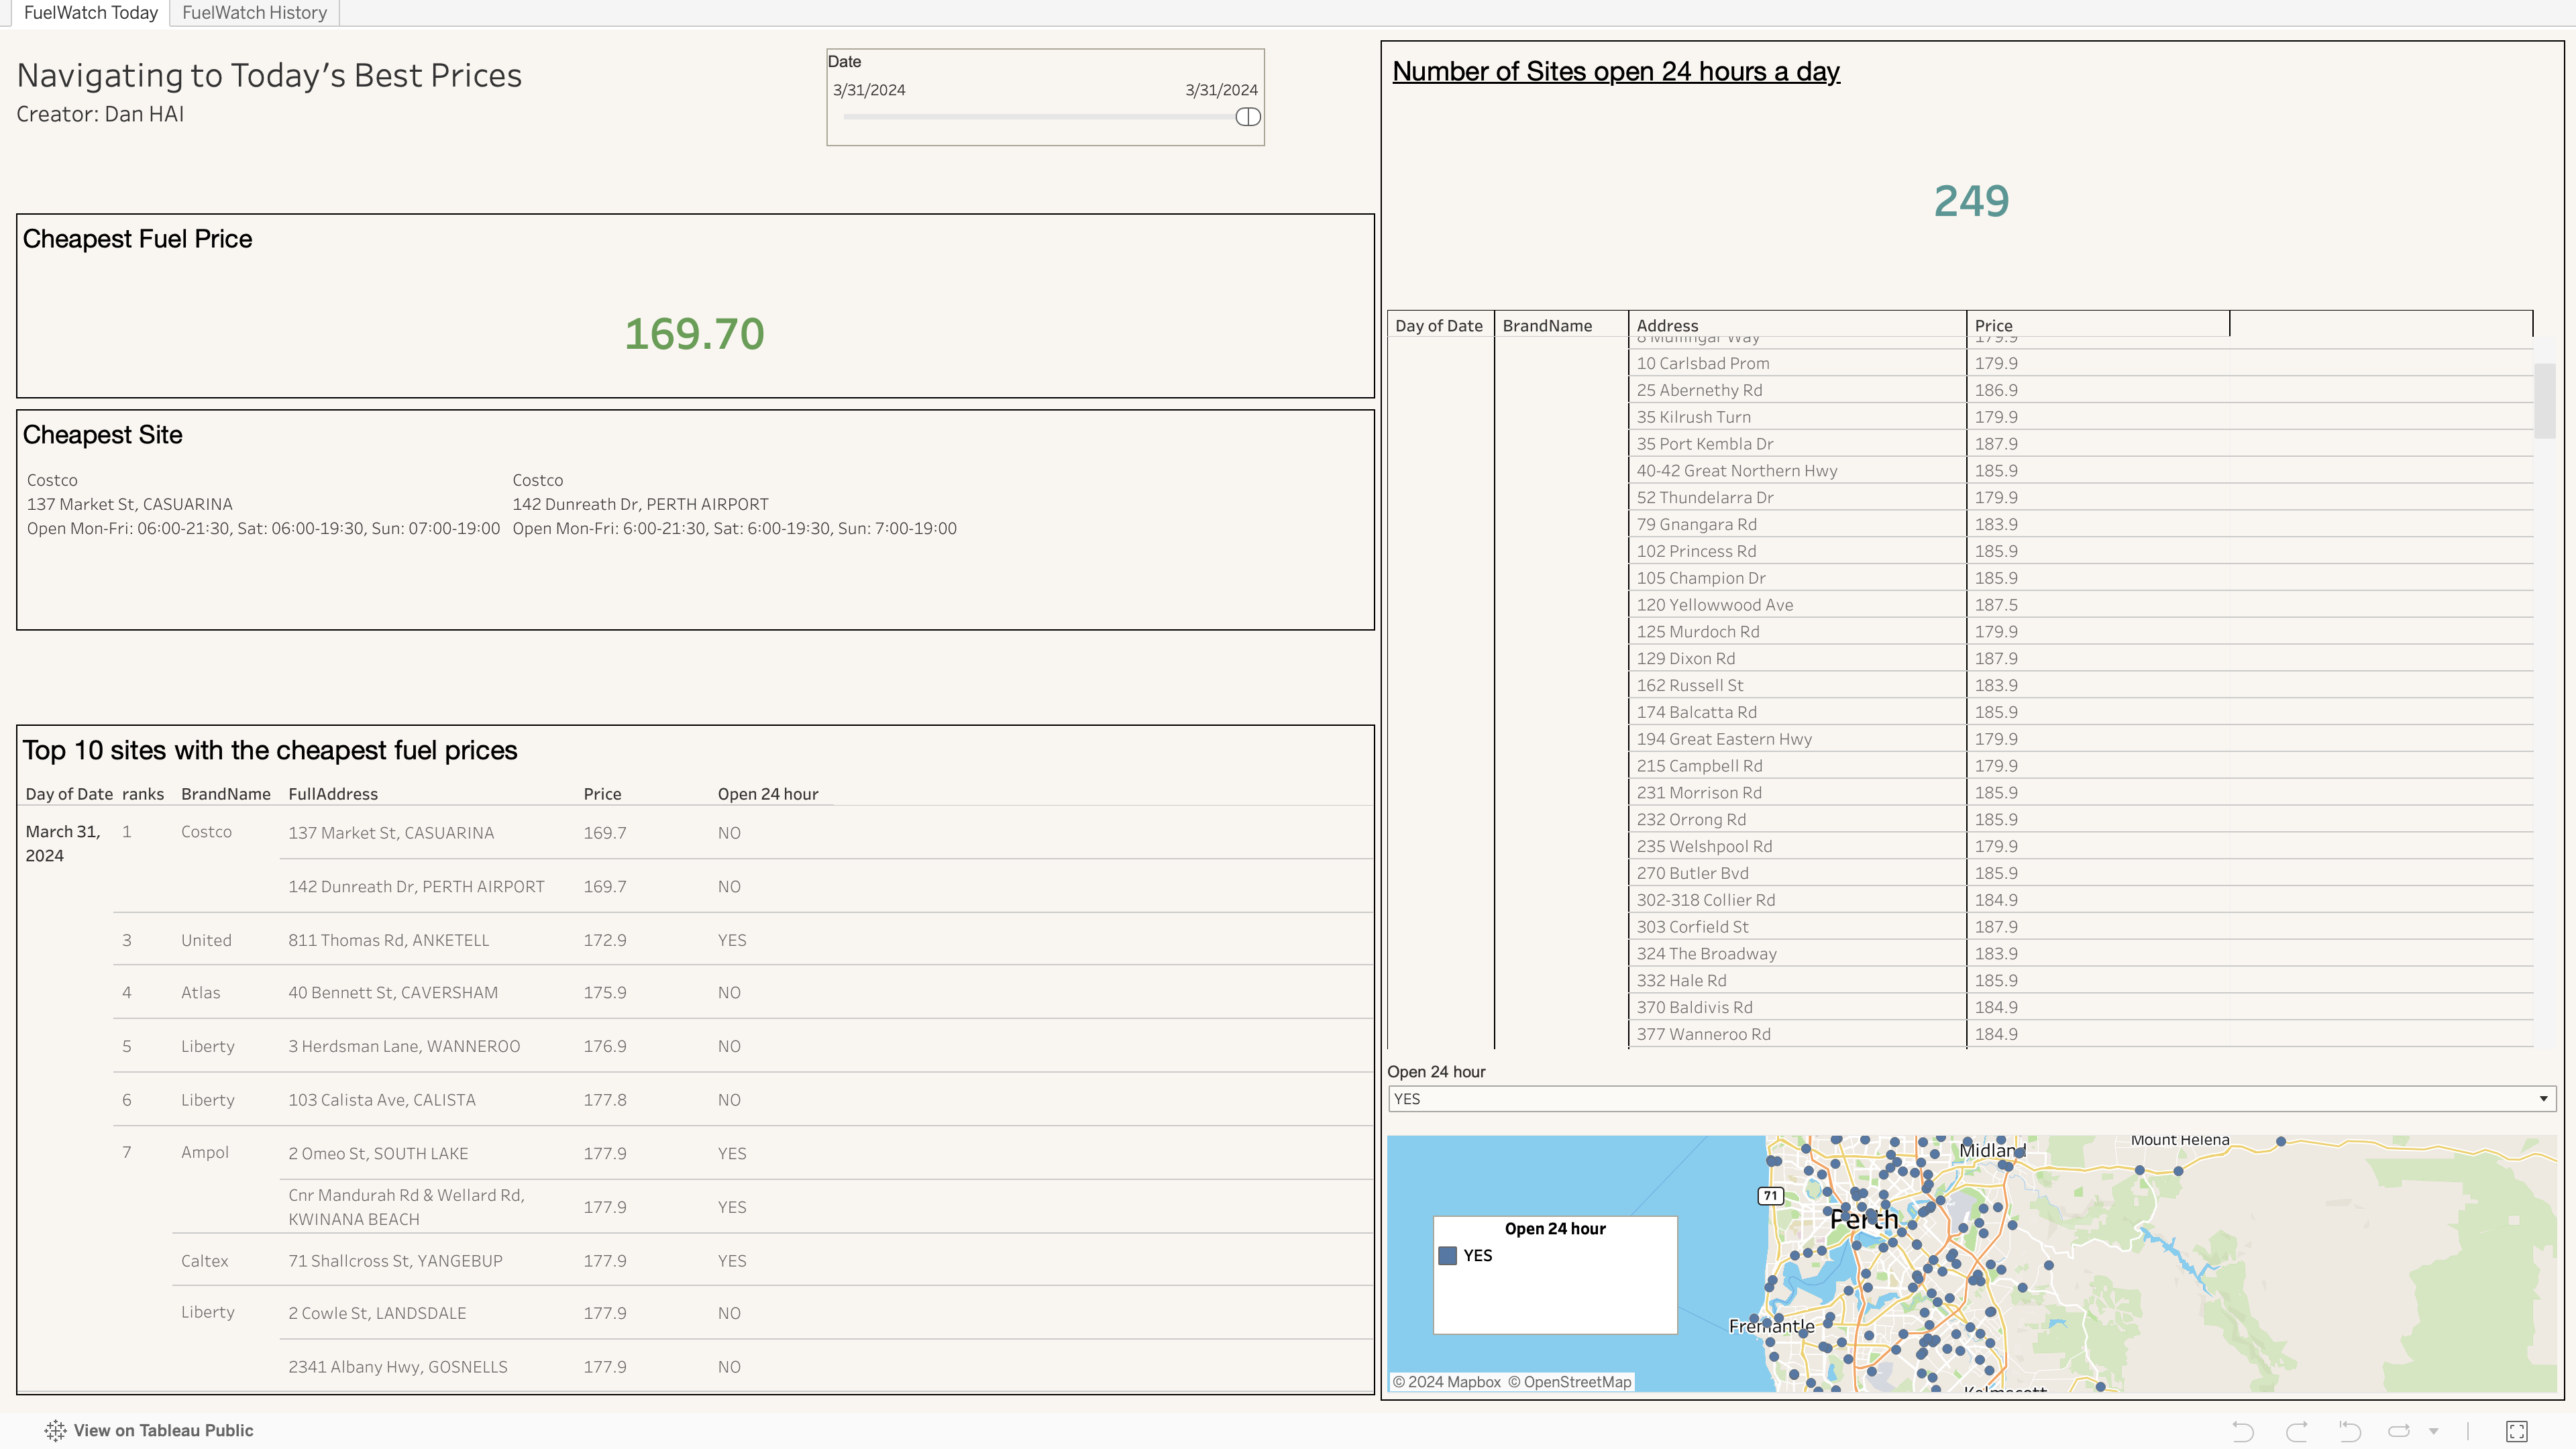 FuelWatch Today
FuelWatch History
Navigating to Today's Best Prices
Creator: Dan HAI
Date
3/31/2024 3/31/2024
Cheapest Fuel Price
169.70
Cheapest Site
Costco
137 Market St, CASUARINA
Open Mon-Fri: 06:00-21:30, Sat: 06:00-19:30, Sun: 07:00-19:00
Costco
142 Dunreath Dr, PERTH AIRPORT
Open Mon-Fri: 6:00-21:30, Sat: 6:00-19:30, Sun: 7:00-19:00
Top 10 sites with the cheapest fuel prices
Day of Date ranks BrandName FullAddress Price Open 24 hour
March 31, 2024 1 Costco 137 Market St, CASUARINA 169.7 NO
142 Dunreath Dr, PERTH AIRPORT 169.7 NO
3 United 811 Thomas Rd, ANKETELL 172.9 YES
4 Atlas 40 Bennett St, CAVERSHAM 175.9 NO
5 Liberty 3 Herdsman Lane, WANNEROO 176.9 NO
6 Liberty 103 Calista Ave, CALISTA 177.8 NO
7 Ampol 2 Omeo St, SOUTH LAKE 177.9 YES
Cnr Mandurah Rd & Wellard Rd, KWINANA BEACH 177.9 YES
Caltex 71 Shallcross St, YANGEBUP 177.9 YES
Liberty 2 Cowle St, LANDSDALE 177.9 NO
2341 Albany Hwy, GOSNELLS 177.9 NO
Number of Sites open 24 hours a day
249
Day of Date BrandName Address Price
8 Mullingar Way 179.9
10 Carlsbad Prom 179.9
25 Abernethy Rd 186.9
35 Kilrush Turn 179.9
35 Port Kembla Dr 187.9
40-42 Great Northern Hwy 185.9
52 Thundelarra Dr 179.9
79 Gnangara Rd 183.9
102 Princess Rd 185.9
105 Champion Dr 185.9
120 Yellowwood Ave 187.5
125 Murdoch Rd 179.9
129 Dixon Rd 187.9
162 Russell St 183.9
174 Balcatta Rd 185.9
194 Great Eastern Hwy 179.9
215 Campbell Rd 179.9
231 Morrison Rd 185.9
232 Orrong Rd 185.9
235 Welshpool Rd 179.9
270 Butler Bvd 185.9
302-318 Collier Rd 184.9
303 Corfield St 187.9
324 The Broadway 183.9
332 Hale Rd 185.9
370 Baldivis Rd 184.9
377 Wanneroo Rd 184.9
Open 24 hour
YES
Mount Helena
Midland
71
Perth
Open 24 hour
YES
Fremantle
Kelmscott
© 2024 Mapbox © OpenStreetMap
View on Tableau Public